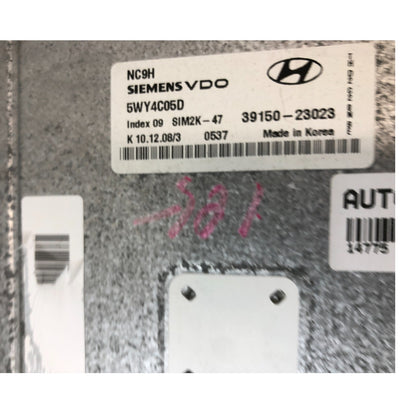 NC9H
SIEMENS VDO
5WY4C05D
Index 09 SIM2K-47 39150-23023
K 10.12.08/3 0537 Made in Korea
AUT
14775